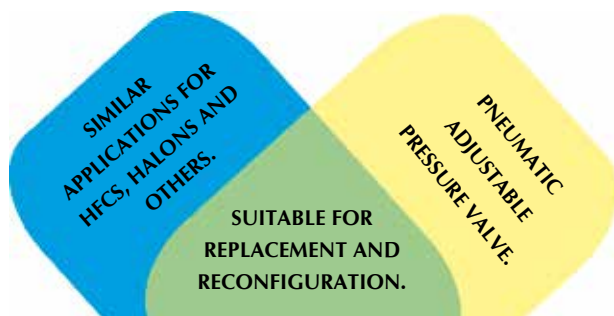 SIMILAR
APPLICATIONS FOR
HFCS, HALONS AND
OTHERS.
PNEUMATIC
ADJUSTABLE
PRESSURE VALVE.
SUITABLE FOR
REPLACEMENT AND
RECONFIGURATION.